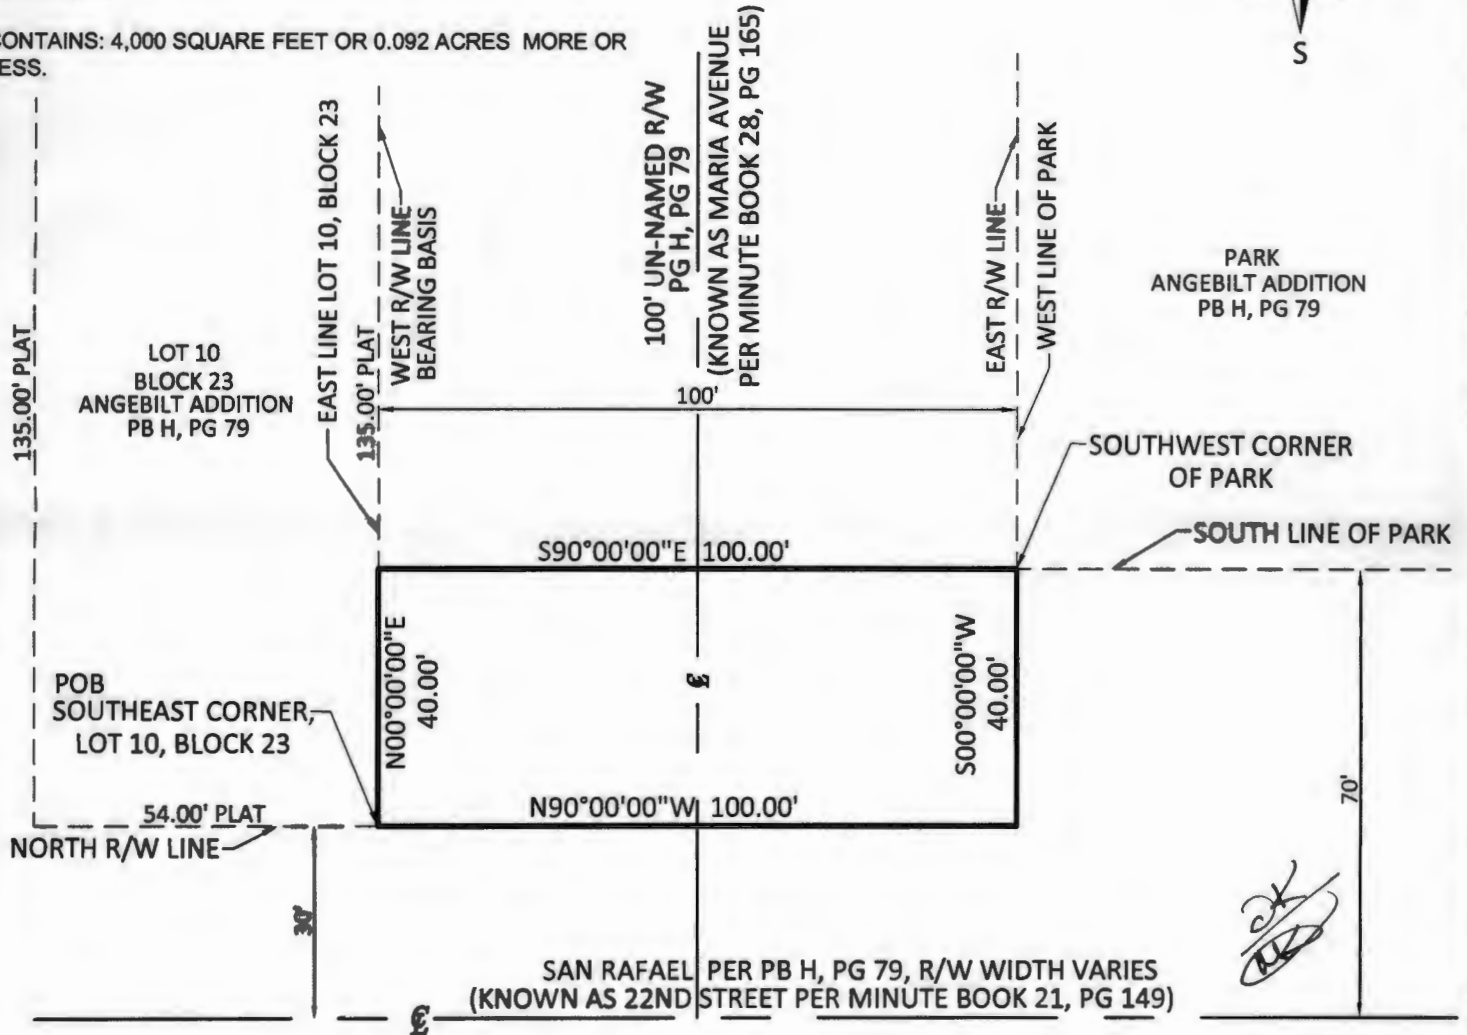 CONTAINS: 4,000 SQUARE FEET OR 0.092 ACRES MORE OR
ESS.
S
135.00' PLAT
LOT 10
BLOCK 23
ANGEBILT ADDITION
PB H, PG 79
EAST LINE LOT 10, BLOCK 23
135.00' PLAT
WEST R/W LINE
BEARING BASIS
100' UN-NAMED R/W
PG H, PG 79
(KNOWN AS MARIA AVENUE
PER MINUTE BOOK 28, PG 165)
EAST R/W LINE
WEST LINE OF PARK
PARK
ANGEBILT ADDITION
PB H, PG 79
100'
SOUTHWEST CORNER
OF PARK
SOUTH LINE OF PARK
S90°00'00"E 100.00'
N00°00'00"E
40.00'
S00°00'00"W
40.00'
POB
SOUTHEAST CORNER,
LOT 10, BLOCK 23
N90°00'00"W 100.00'
54.00' PLAT
NORTH R/W LINE
30'
70'
SAN RAFAEL PER PB H, PG 79, R/W WIDTH VARIES
(KNOWN AS 22ND STREET PER MINUTE BOOK 21, PG 149)